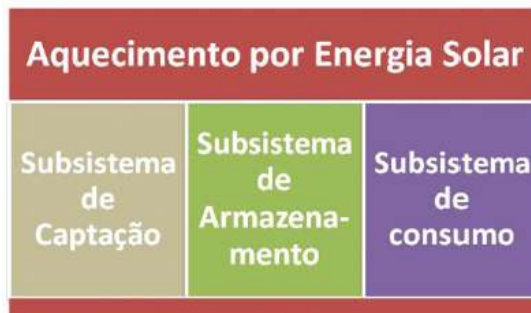 Aquecimento por Energia Solar
Subsistema
de
Captação
Subsistema
de
Armazena-
mento
Subsistema
de
consumo